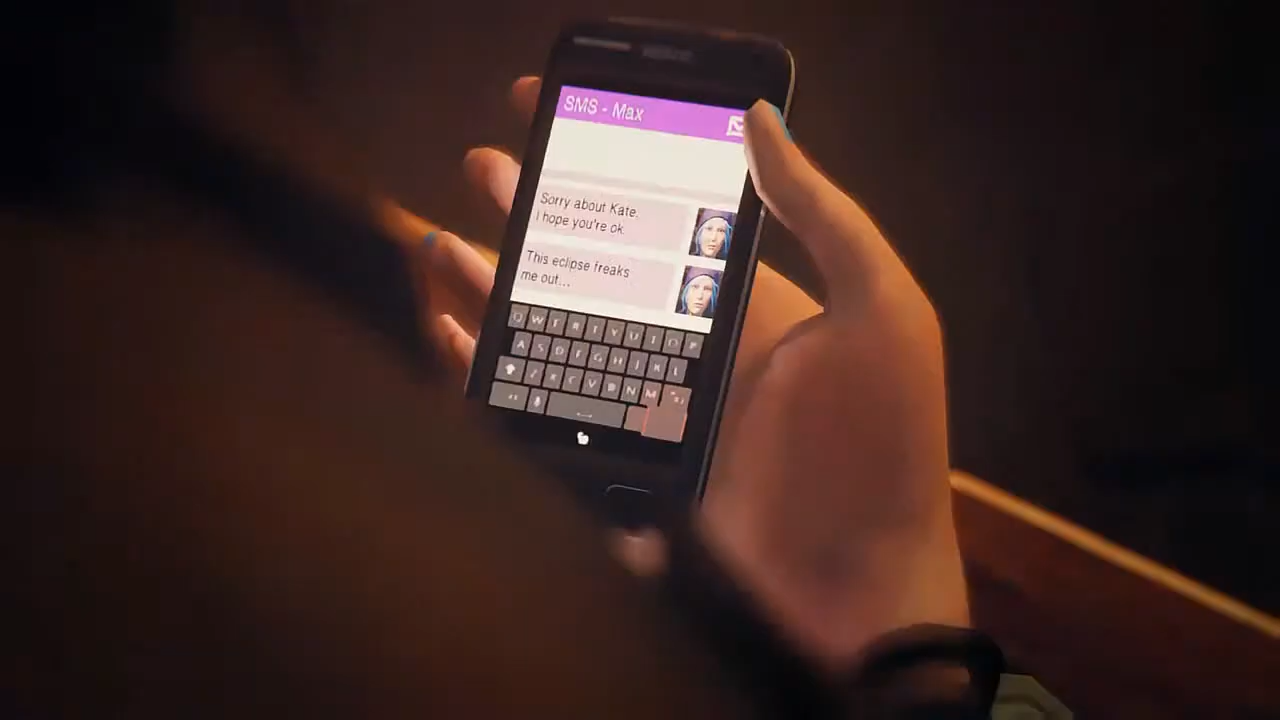 SMS - Max
Sorry about Kate.
I hope you're ok.
This eclipse freaks
me out...
Q W E R T Y U I O P
A S D F G H J K L
Z X C V B N M